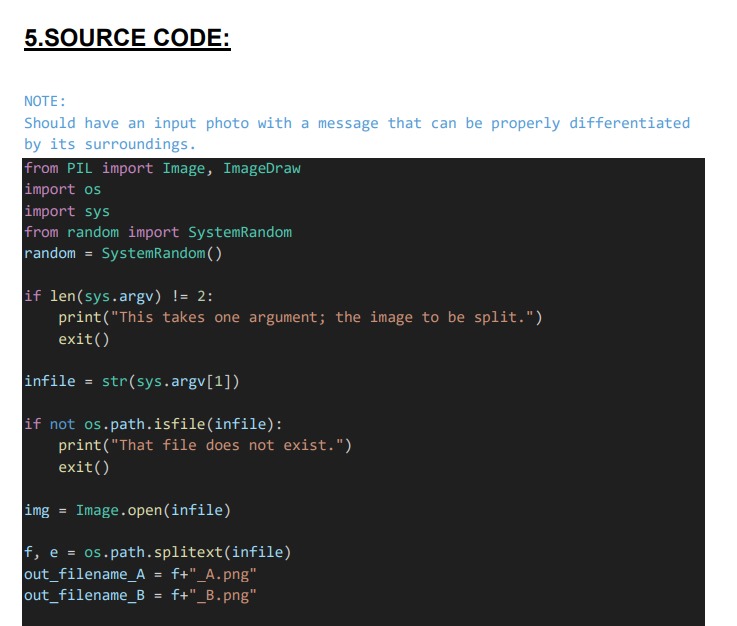 5.SOURCE CODE:
NOTE:
Should have an input photo with a message that can be properly differentiated
by its surroundings.
from PIL import Image, ImageDraw
import os
import sys
from random import SystemRandom
random = SystemRandom()
if len(sys.argv) != 2:
    print("This takes one argument; the image to be split.")
    exit()
infile = str(sys.argv[1])
if not os.path.isfile(infile):
    print("That file does not exist.")
    exit()
img = Image.open(infile)
f, e = os.path.splitext(infile)
out_filename_A = f+"_A.png"
out_filename_B = f+"_B.png"